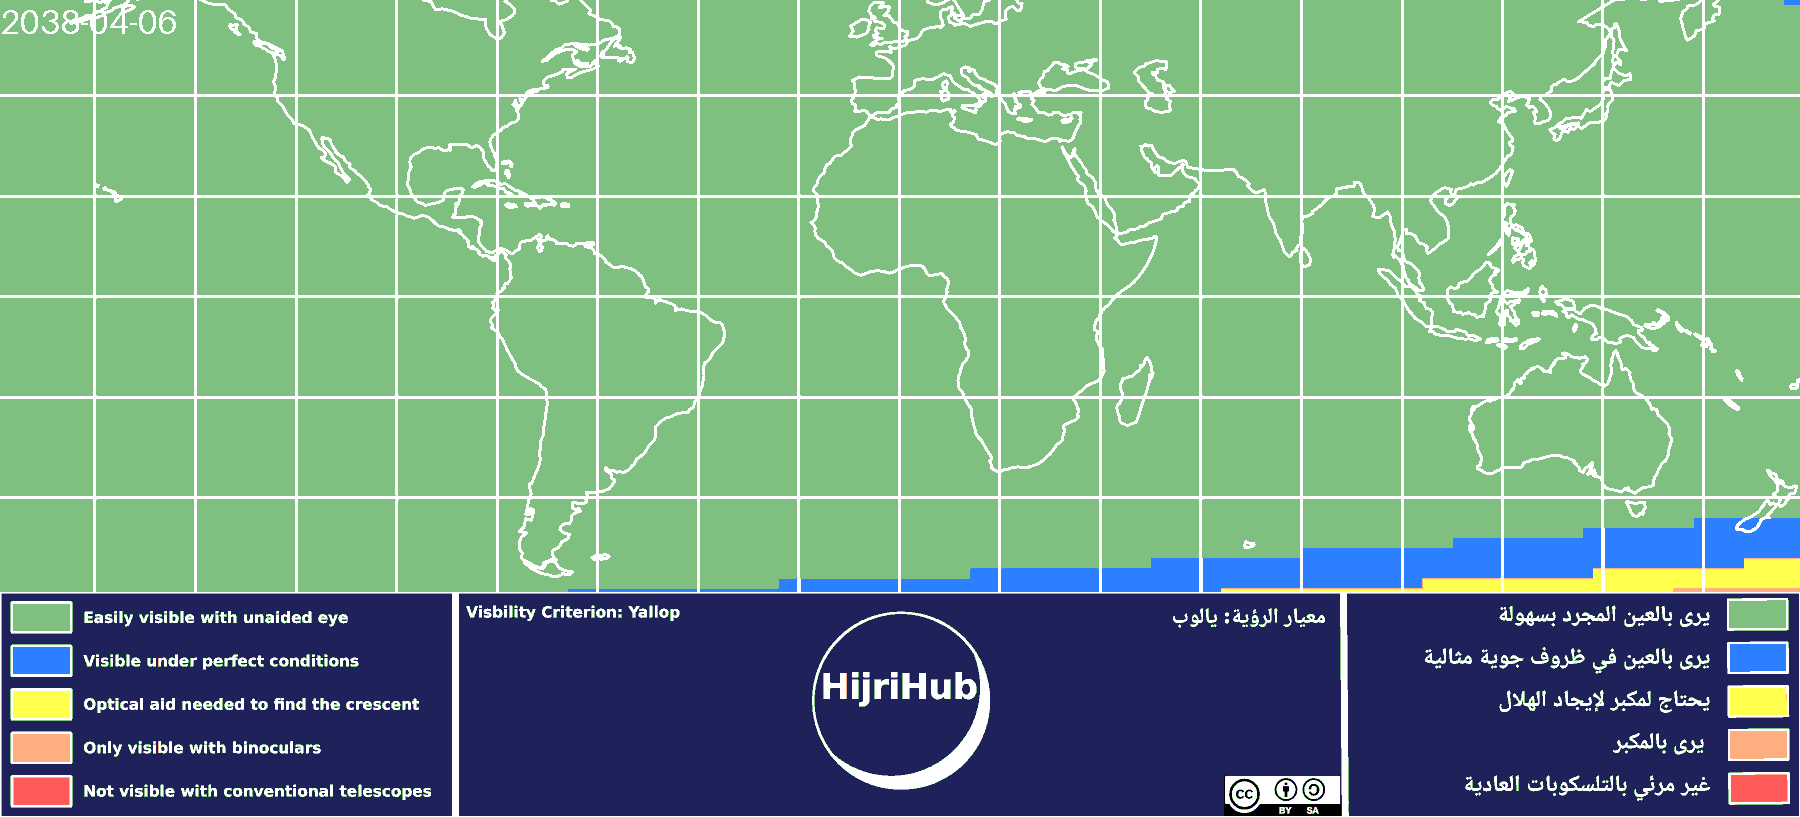 2038-04-06
Easily visible with unaided eye
Visible under perfect conditions
Optical aid needed to find the crescent
Only visible with binoculars
Not visible with conventional telescopes
Visbility Criterion: Yallop
HijriHub
معيار الرؤية: يالوب
cc
BY SA
يرى بالعين المجرد بسهولة
يرى بالعين في ظروف جوية مثالية
يحتاج لمكبر لإيجاد الهلال
يرى بالمكبر
غير مرئي بالتلسكوبات العادية